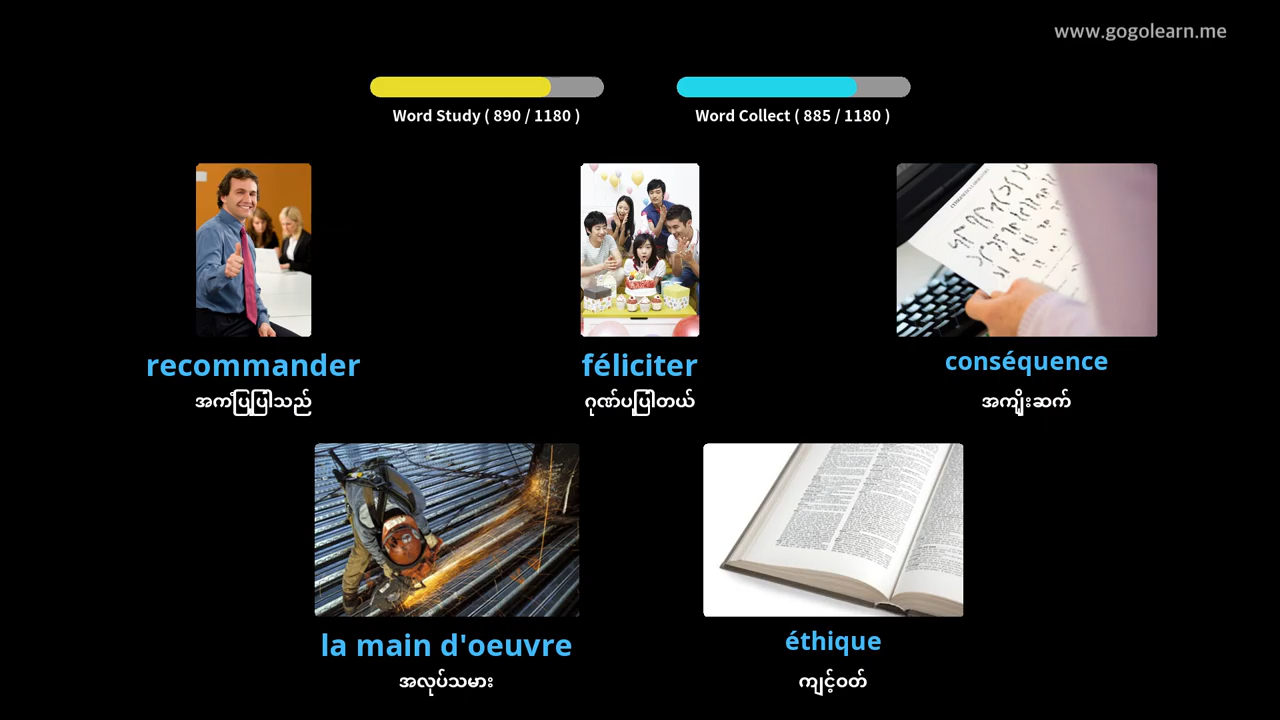 www.gogolearn.me
Word Study ( 890 / 1180 )
Word Collect ( 885 / 1180 )
recommander
အကံပြုပြုါသည်
féliciter
ဂုဏ်ပပြုါတယ်
conséquence
အကျိုးဆက်
la main d'oeuvre
အလုပ်သမား
éthique
ကျင့်ဝတ်